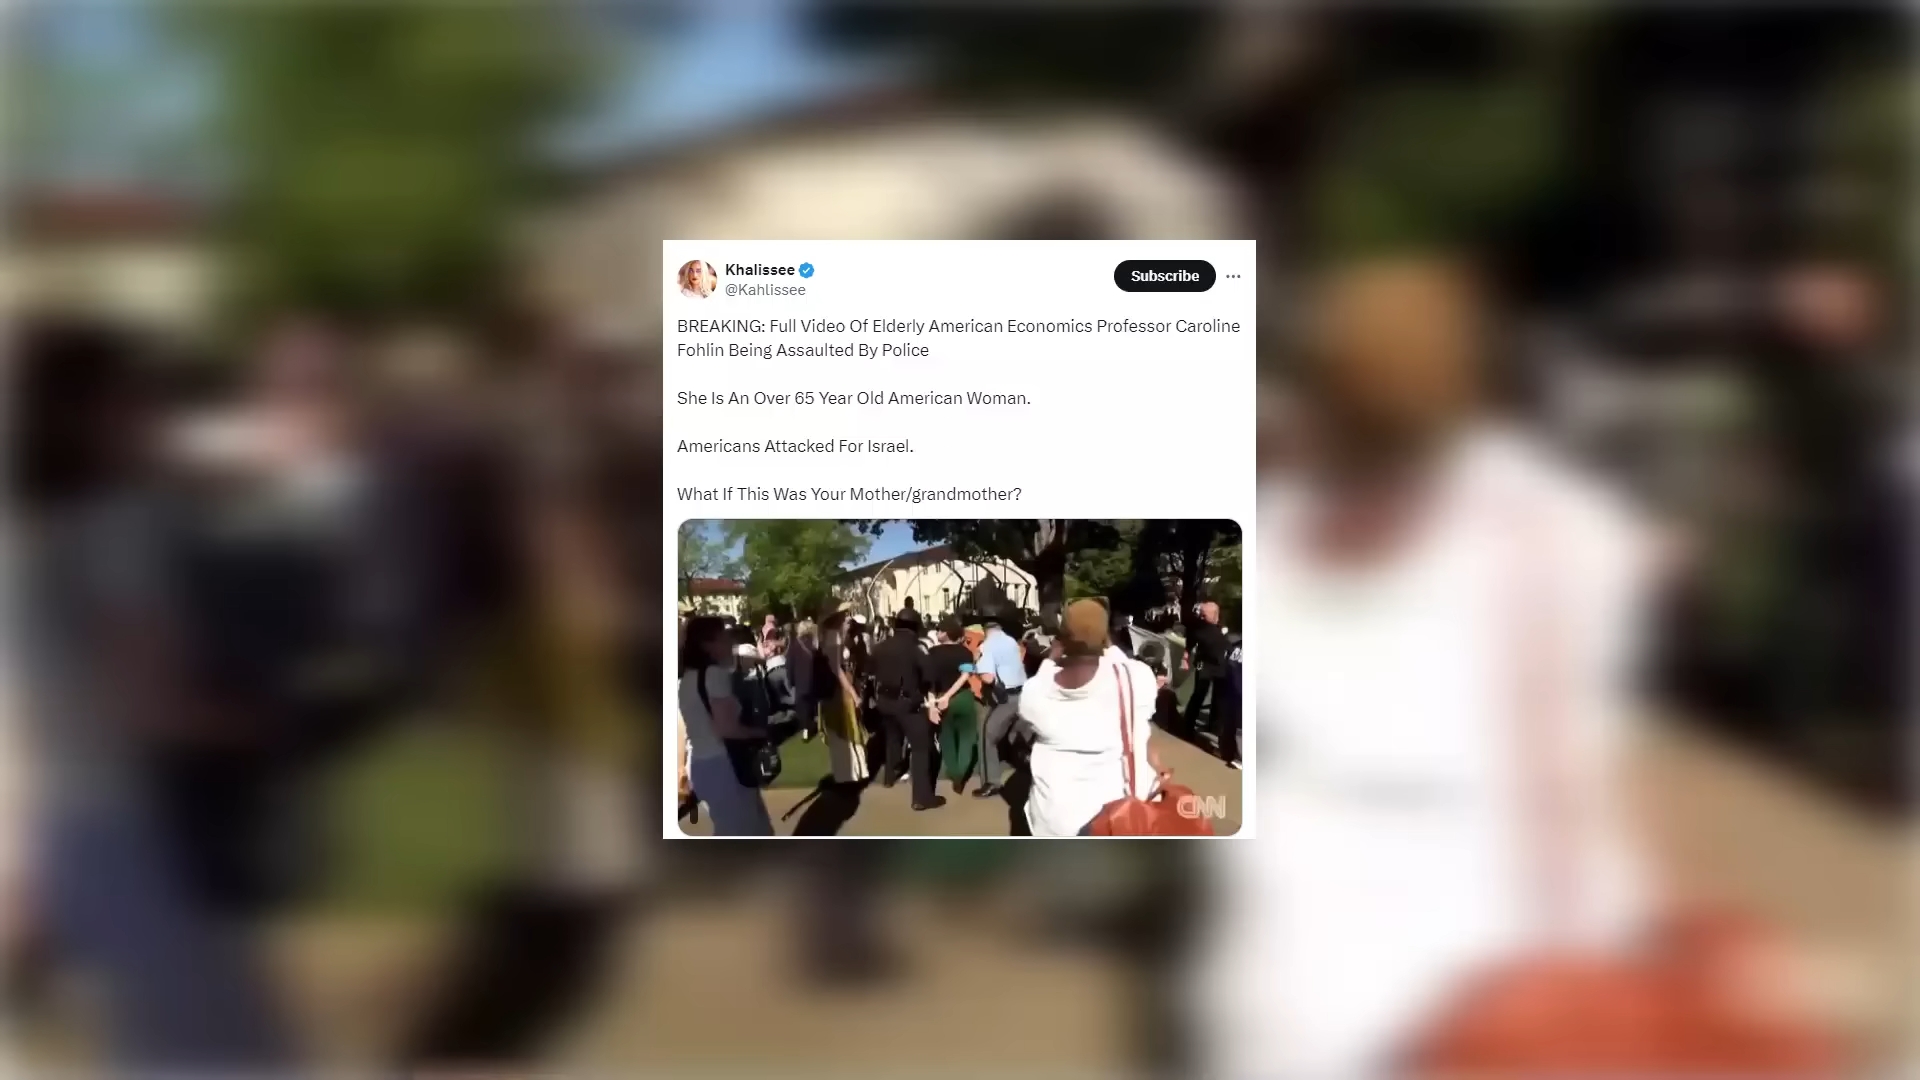 Khalissee
@Kahlissee
Subscribe
BREAKING: Full Video Of Elderly American Economics Professor Caroline
Fohlin Being Assaulted By Police
She Is An Over 65 Year Old American Woman.
Americans Attacked For Israel.
What If This Was Your Mother/grandmother?
CNN